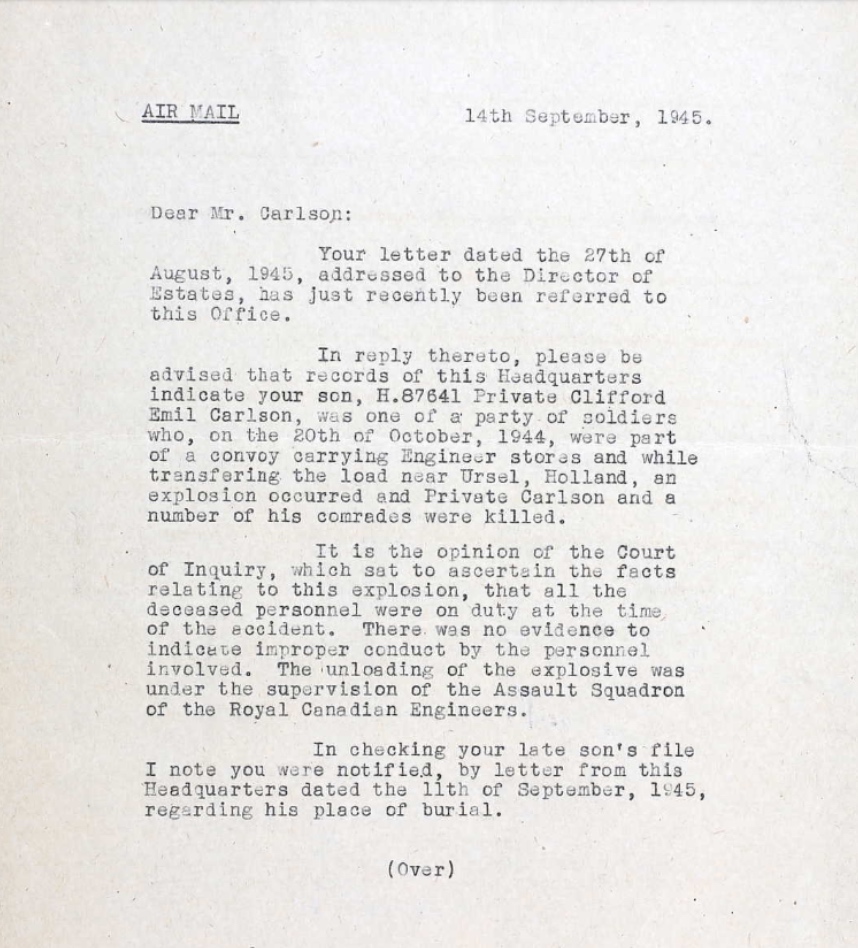 AIR MAIL
14th September, 1945.
Dear Mr. Carlson:
Your letter dated the 27th of
August, 1945, addressed to the Director of
Estates, has just recently been referred to
this Office.
In reply thereto, please be
advised that records of this Headquarters
indicate your son, H.87641 Private Clifford
Emil Carlson, was one of a party of soldiers
who, on the 20th of October, 1944, were part
of a convoy carrying Engineer stores and while
transfering the load near Ursel, Holland, an
explosion occurred and Private Carlson and a
number of his comrades were killed.
It is the opinion of the Court
of Inquiry, which sat to ascertain the facts
relating to this explosion, that all the
deceased personnel were on duty at the time
of the accident. There was no evidence to
indicate improper conduct by the personnel
involved. The unloading of the explosive was
under the supervision of the Assault Squadron
of the Royal Canadian Engineers.
In checking your late son's file
I note you were notified, by letter from this
Headquarters dated the 11th of September, 1945,
regarding his place of burial.
(Over)